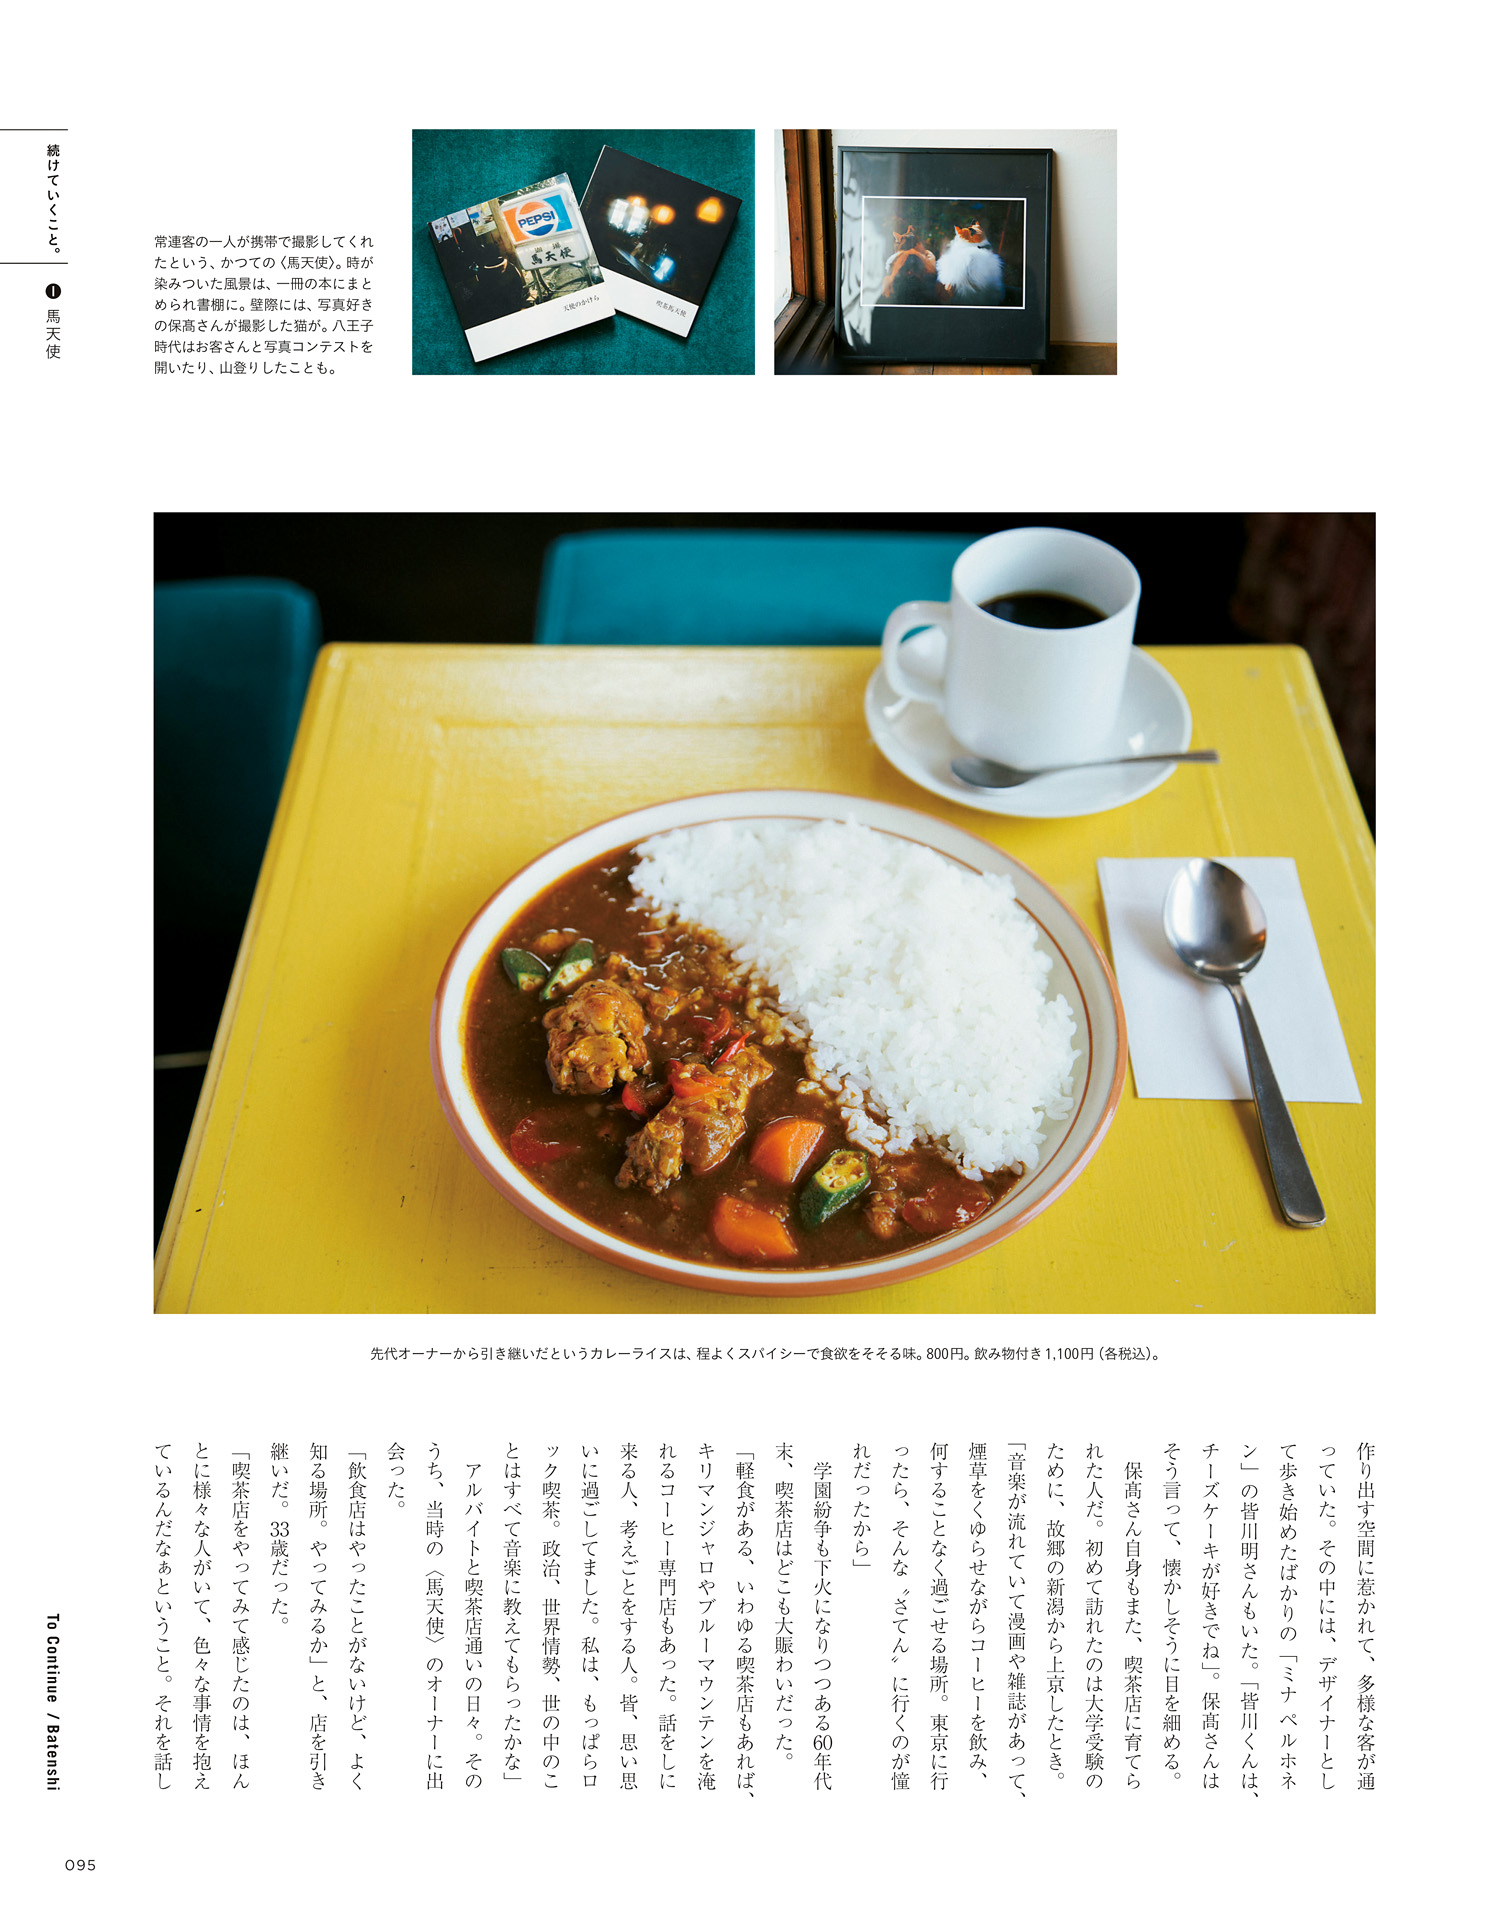 続けていくこと。
❶ 馬天使
常連客の一人が携帯で撮影してくれ
たという、かつての〈馬天使〉。時が
染みついた風景は、一冊の本にまと
められ書棚に。壁際には、写真好き
の保髙さんが撮影した猫が。八王子
時代はお客さんと写真コンテストを
開いたり、山登りしたことも。
PEPSI
馬天使
天使のかけら
喫茶馬天使
先代オーナーから引き継いだというカレーライスは、程よくスパイシーで食欲をそそる味。800円。飲み物付き1,100円（各税込）。
作り出す空間に惹かれて、多様な客が通
っていた。その中には、デザイナーとし
て歩き始めたばかりの「ミナ ペルホネ
ン」の皆川明さんもいた。「皆川くんは、
チーズケーキが好きでね」。保髙さんは
そう言って、懐かしそうに目を細める。
保髙さん自身もまた、喫茶店に育てら
れた人だ。初めて訪れたのは大学受験の
ために、故郷の新潟から上京したとき。
「音楽が流れていて漫画や雑誌があって、
煙草をくゆらせながらコーヒーを飲み、
何することなく過ごせる場所。東京に行
ったら、そんな〝さてん〟に行くのが憧
れだったから」
学園紛争も下火になりつつある60年代
末、喫茶店はどこも大賑わいだった。
「軽食がある、いわゆる喫茶店もあれば、
キリマンジャロやブルーマウンテンを淹
れるコーヒー専門店もあった。話をしに
来る人、考えごとをする人。皆、思い思
いに過ごしてました。私は、もっぱらロ
ック喫茶。政治、世界情勢、世の中のこ
とはすべて音楽に教えてもらったかな」
アルバイトと喫茶店通いの日々。その
うち、当時の〈馬天使〉のオーナーに出
会った。
「飲食店はやったことがないけど、よく
知る場所。やってみるか」と、店を引き
継いだ。33歳だった。
「喫茶店をやってみて感じたのは、ほん
とに様々な人がいて、色々な事情を抱え
ているんだなぁということ。それを話し
To Continue / Batenshi
095